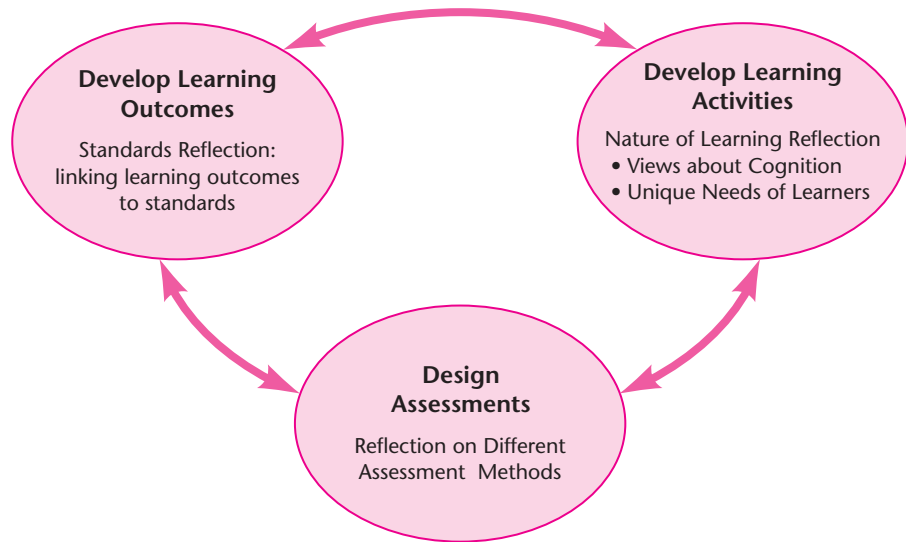 Develop Learning
Outcomes
Standards Reflection:
linking learning outcomes
to standards
Develop Learning
Activities
Nature of Learning Reflection
• Views about Cognition
• Unique Needs of Learners
Design
Assessments
Reflection on Different
Assessment Methods